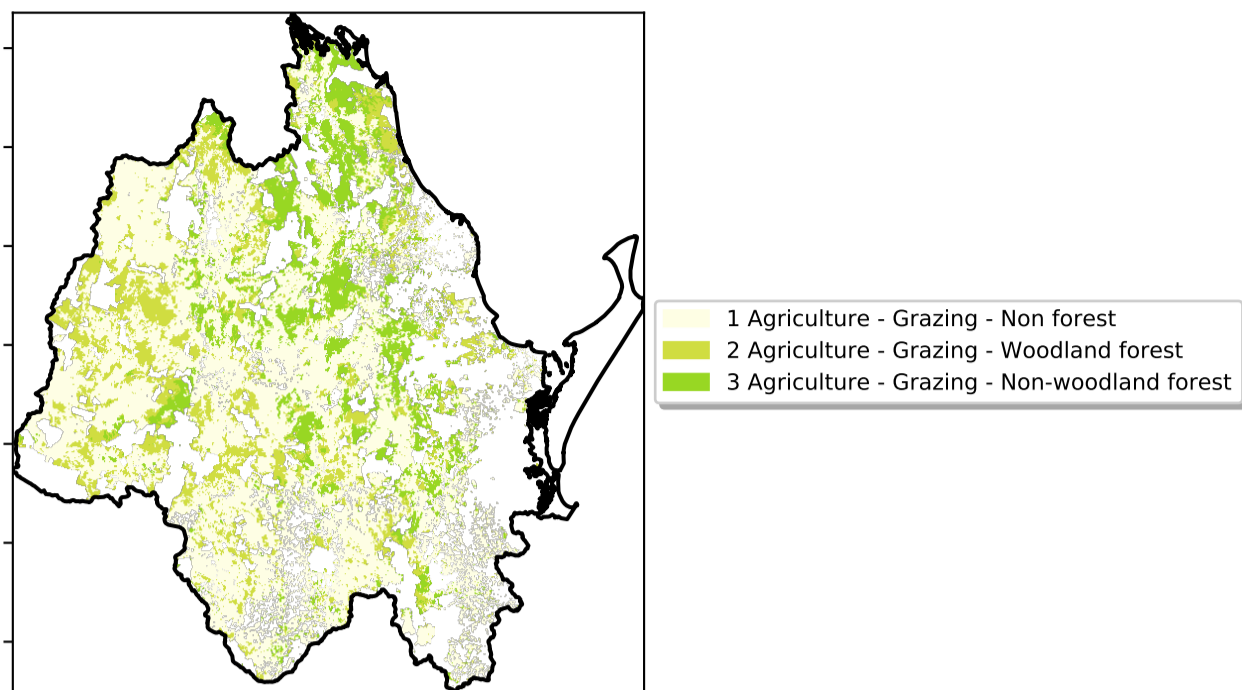 1 Agriculture - Grazing - Non forest
2 Agriculture - Grazing - Woodland forest
3 Agriculture - Grazing - Non-woodland forest